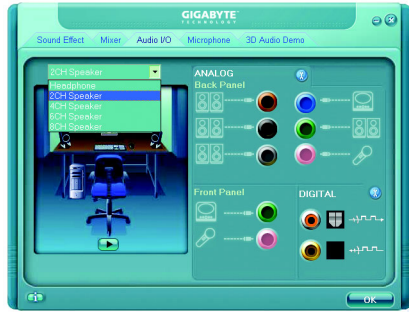 GIGABYTE
TECHNOLOGY
Sound Effect
Mixer
Audio I/O
Microphone
3D Audio Demo
2CH Speaker
Headphone
2CH Speaker
4CH Speaker
6CH Speaker
8CH Speaker
ANALOG
Back Panel
Front Panel
DIGITAL
OK